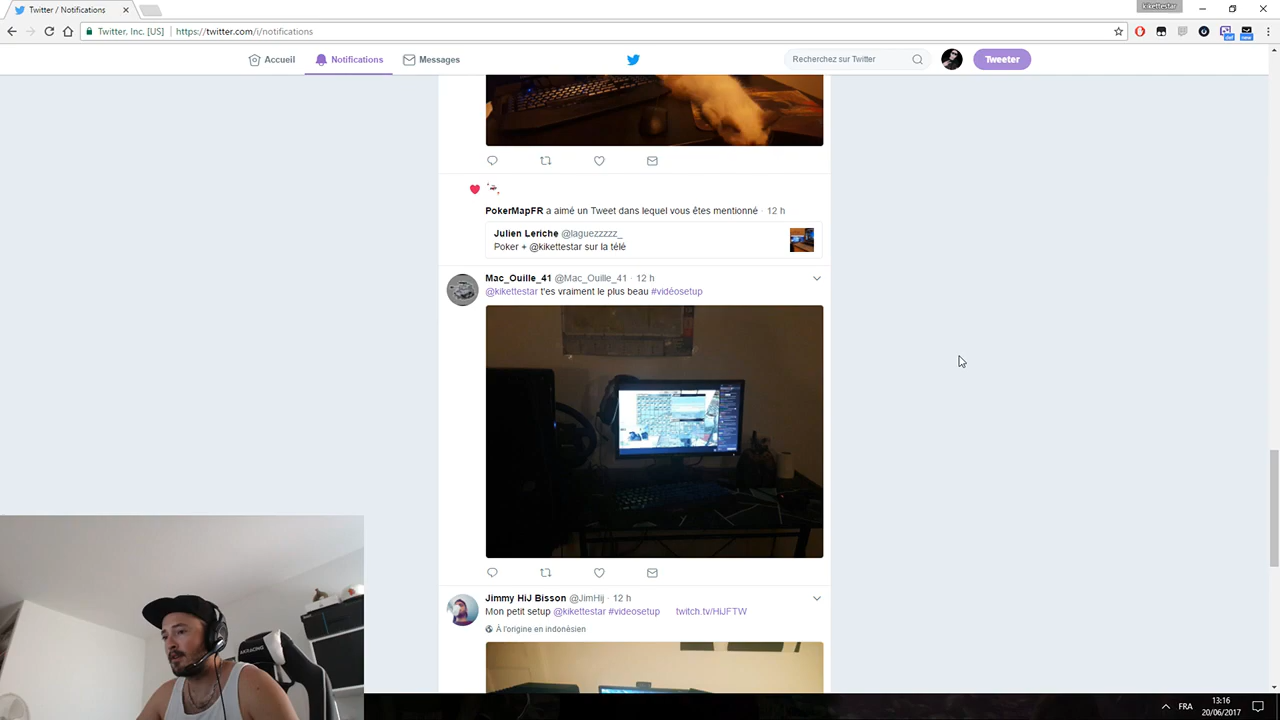 Twitter / Notifications
kikettestar
Twitter, Inc. [US]
https://twitter.com/i/notifications
Accueil
Notifications
Messages
Recherchez sur Twitter
Tweeter
PokerMapFR a aimé un Tweet dans lequel vous êtes mentionné · 12 h
Julien Leriche @laguezzzzz_
Poker + @kikettestar sur la télé
Mac_Ouille_41 @Mac_Ouille_41 · 12 h
@kikettestar t'es vraiment le plus beau #vidéosetup
Jimmy HiJ Bisson @JimHij · 12 h
Mon petit setup @kikettestar #videosetup twitch.tv/HiJFTW
À l'origine en indonésien
AKRACING
13:16
FRA
20/06/2017